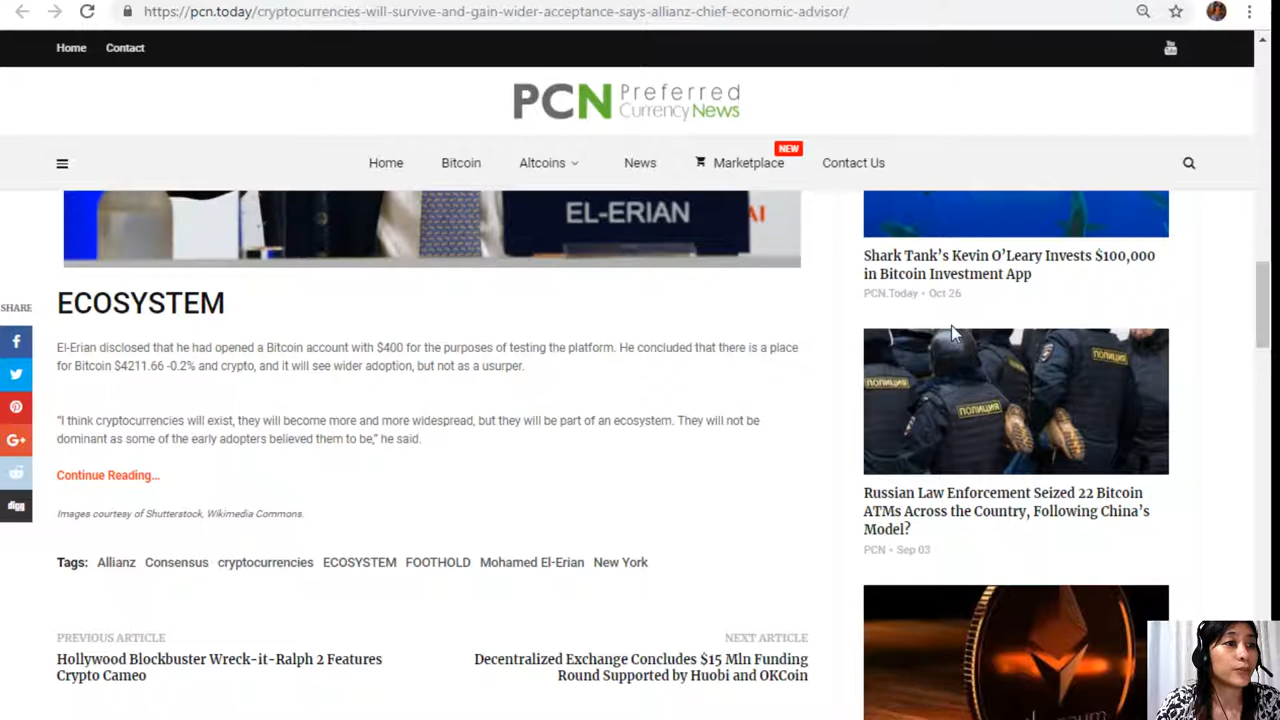 https://pcn.today/cryptocurrencies-will-survive-and-gain-wider-acceptance-says-allianz-chief-economic-advisor/
Home Contact
You Tube
PCN Preferred
Currency News
Home Bitcoin Altcoins News Marketplace NEW Contact Us
EL-ERIAN
AI
Shark Tank's Kevin O'Leary Invests $100,000
in Bitcoin Investment App
PCN.Today • Oct 26
SHARE
ECOSYSTEM
El-Erian disclosed that he had opened a Bitcoin account with $400 for the purposes of testing the platform. He concluded that there is a place
for Bitcoin $4211.66 -0.2% and crypto, and it will see wider adoption, but not as a usurper.
"I think cryptocurrencies will exist, they will become more and more widespread, but they will be part of an ecosystem. They will not be
dominant as some of the early adopters believed them to be," he said.
Continue Reading...
Images courtesy of Shutterstock, Wikimedia Commons.
digg
ПОЛИЦИЯ
ПОЛИЦИЯ
ПОЛИЦИЯ
Russian Law Enforcement Seized 22 Bitcoin
ATMs Across the Country, Following China's
Model?
PCN • Sep 03
Tags: Allianz Consensus cryptocurrencies ECOSYSTEM FOOTHOLD Mohamed El-Erian New York
PREVIOUS ARTICLE
Hollywood Blockbuster Wreck-it-Ralph 2 Features
Crypto Cameo
NEXT ARTICLE
Decentralized Exchange Concludes $15 Mln Funding
Round Supported by Huobi and OKCoin